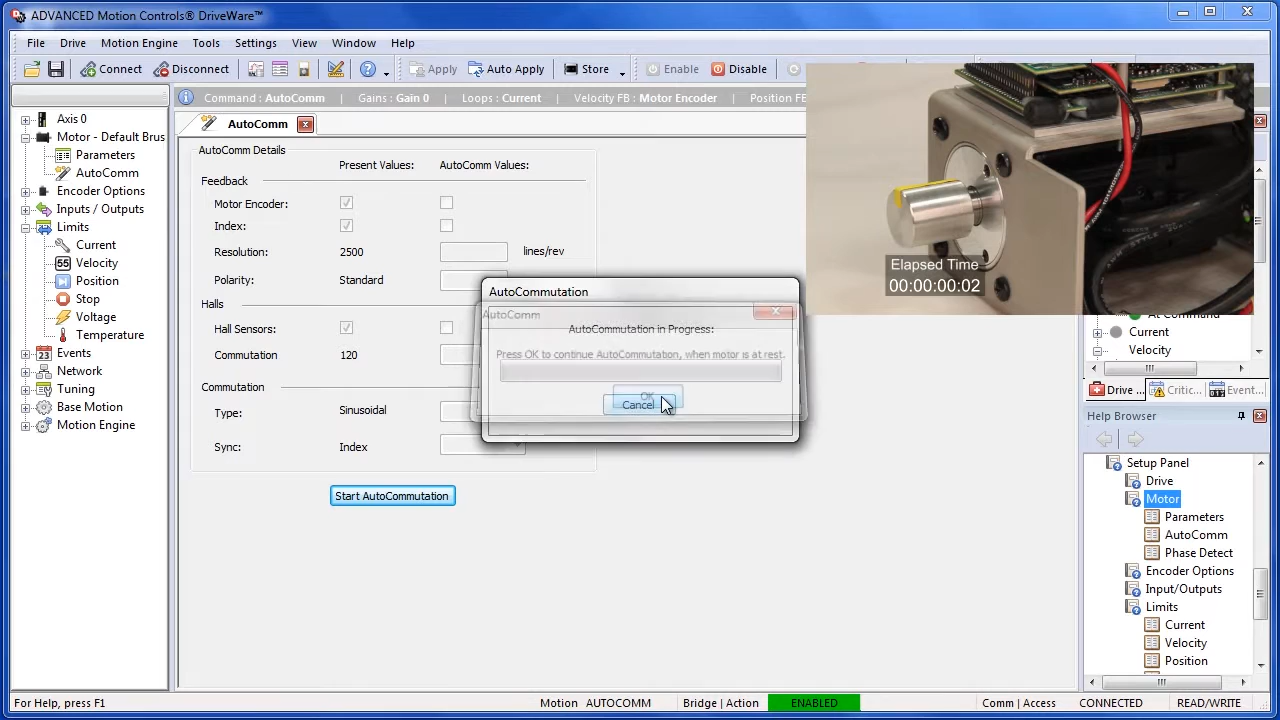 ADVANCED Motion Controls® DriveWare™
File Drive Motion Engine Tools Settings View Window Help
Connect Disconnect Apply Auto Apply Store Enable Disable
Command : AutoComm Gains: Gain 0 Loops: Current Velocity FB: Motor Encoder Position FE
AutoComm
Axis 0
Motor - Default Brus
Parameters
AutoComm
Encoder Options
Inputs / Outputs
Limits
Current
Velocity
Position
Stop
Voltage
Temperature
Events
Network
Tuning
Base Motion
Motion Engine
AutoComm Details
Present Values: AutoComm Values:
Feedback
Motor Encoder:
Index:
Resolution: 2500 lines/rev
Polarity: Standard
Halls
Hall Sensors:
Commutation 120
Commutation
Type: Sinusoidal
Sync: Index
Start AutoCommutation
AutoCommutation
AutoComm
AutoCommutation in Progress:
Press OK to continue AutoCommutation, when motor is at rest.
OK
Cancel
Elapsed Time
00:00:00:02
At Command
Current
Velocity
Drive ... Critic... Event...
Help Browser
Setup Panel
Drive
Motor
Parameters
AutoComm
Phase Detect
Encoder Options
Input/Outputs
Limits
Current
Velocity
Position
For Help, press F1 Motion AUTOCOMM Bridge | Action ENABLED Comm | Access CONNECTED READ/WRITE